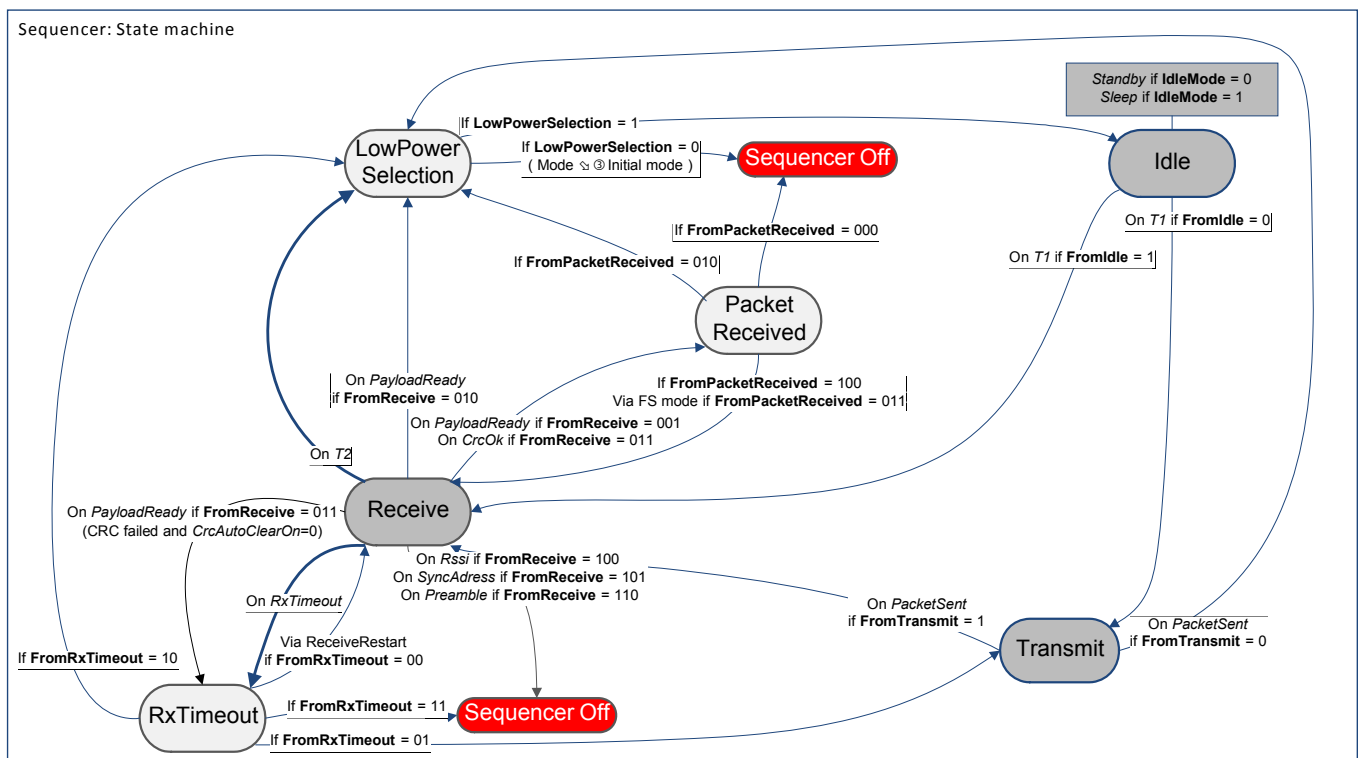 Sequencer: State machine
Standby if IdleMode = 0
Sleep if IdleMode = 1
If LowPowerSelection = 1
LowPower
Selection
If LowPowerSelection = 0
( Mode ⇘ ③ Initial mode )
Sequencer Off
Idle
On T1 if FromIdle = 0
If FromPacketReceived = 000
On T1 if FromIdle = 1
If FromPacketReceived = 010
Packet
Received
On PayloadReady
if FromReceive = 010
If FromPacketReceived = 100
Via FS mode if FromPacketReceived = 011
On PayloadReady if FromReceive = 001
On CrcOk if FromReceive = 011
On T2
Receive
On PayloadReady if FromReceive = 011
(CRC failed and CrcAutoClearOn=0)
On Rssi if FromReceive = 100
On SyncAdress if FromReceive = 101
On Preamble if FromReceive = 110
On RxTimeout
On PacketSent
if FromTransmit = 1
On PacketSent
if FromTransmit = 0
Transmit
Via ReceiveRestart
if FromRxTimeout = 00
If FromRxTimeout = 10
RxTimeout
If FromRxTimeout = 11
Sequencer Off
If FromRxTimeout = 01